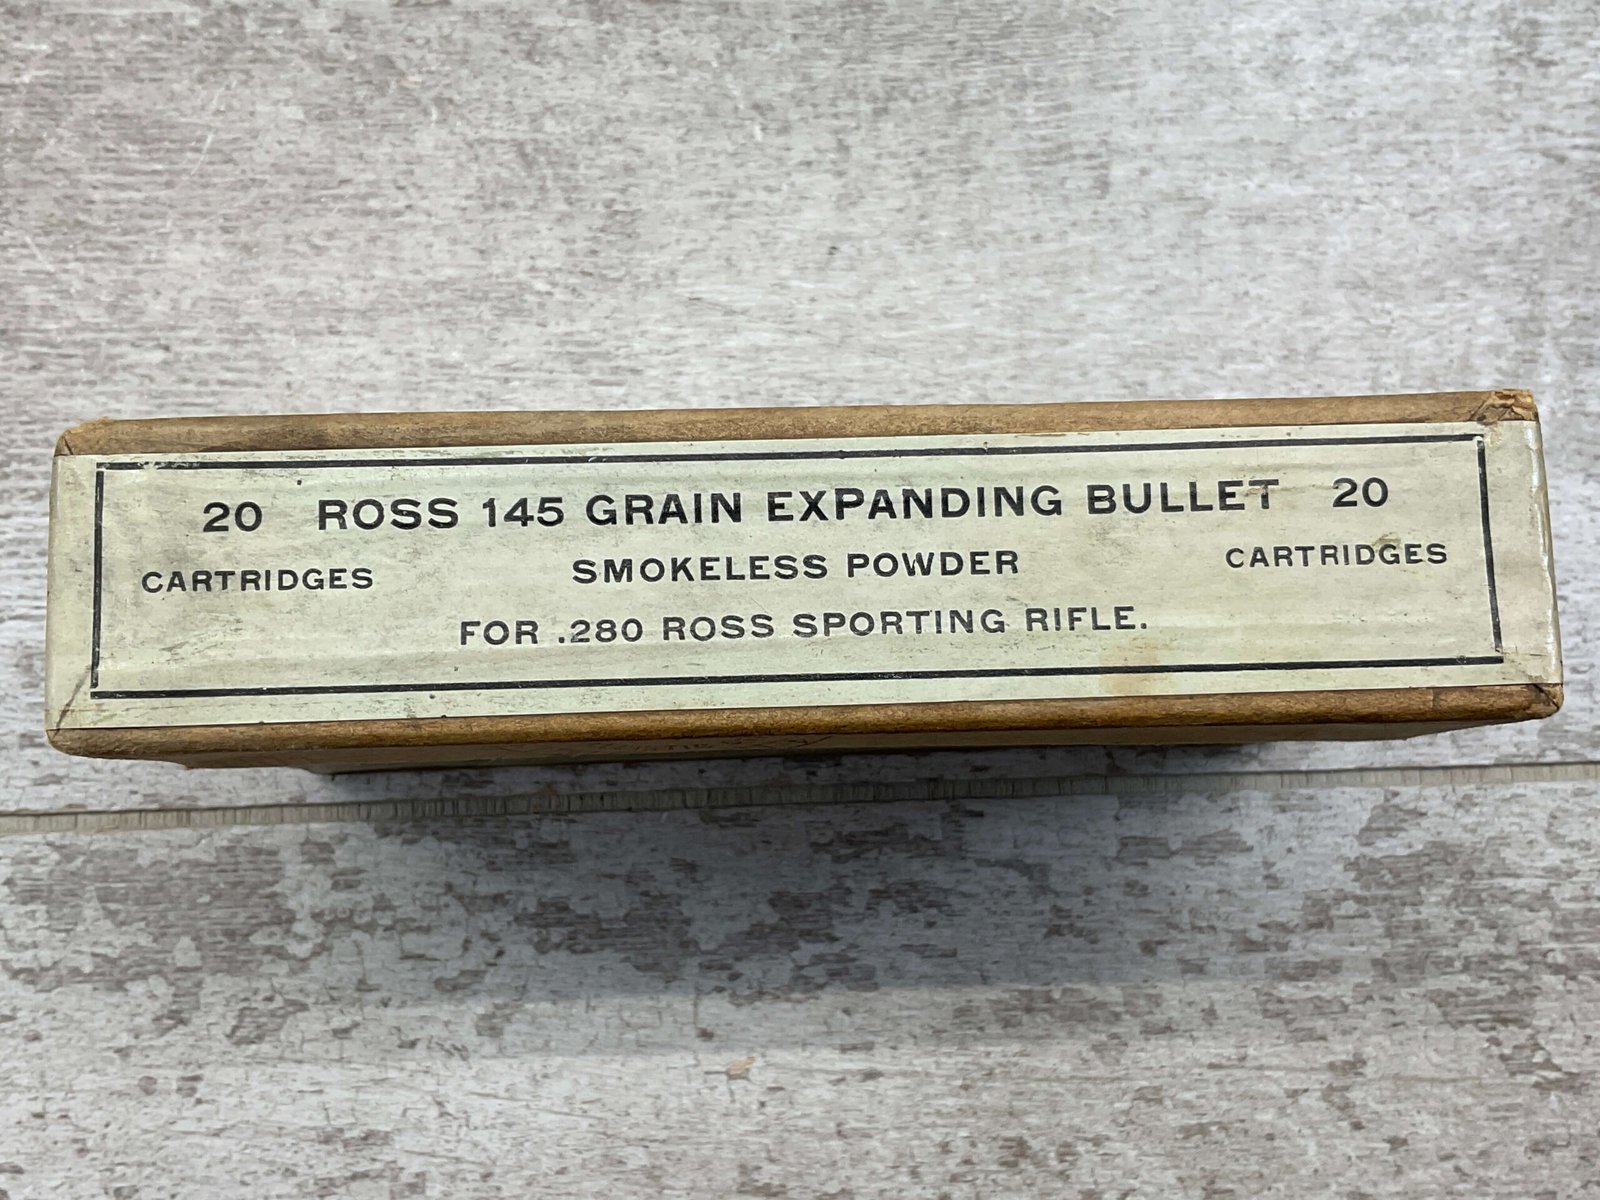 20 ROSS 145 GRAIN EXPANDING BULLET 20
CARTRIDGES SMOKELESS POWDER CARTRIDGES
FOR .280 ROSS SPORTING RIFLE.